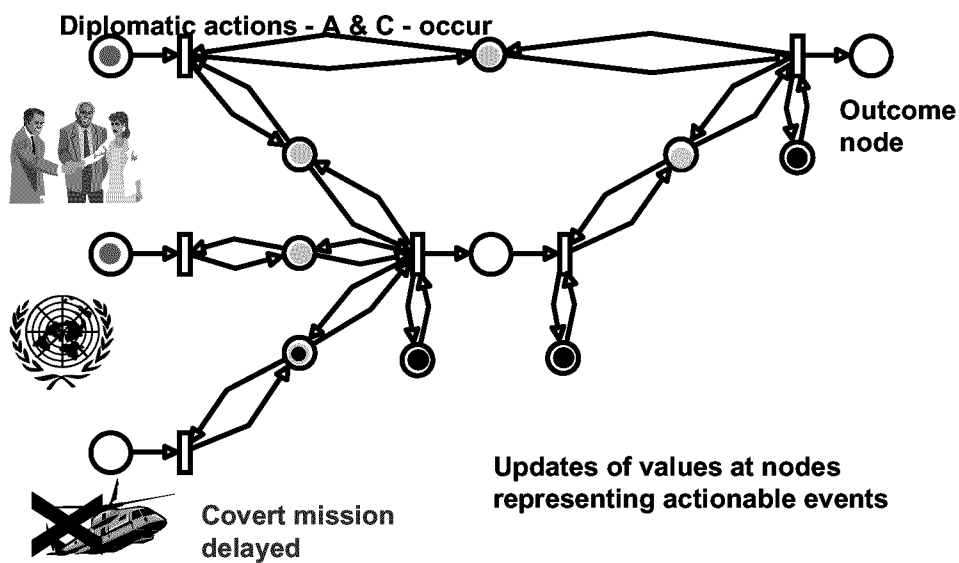 Diplomatic actions - A & C - occur
Outcome
node
Updates of values at nodes
representing actionable events
Covert mission
delayed